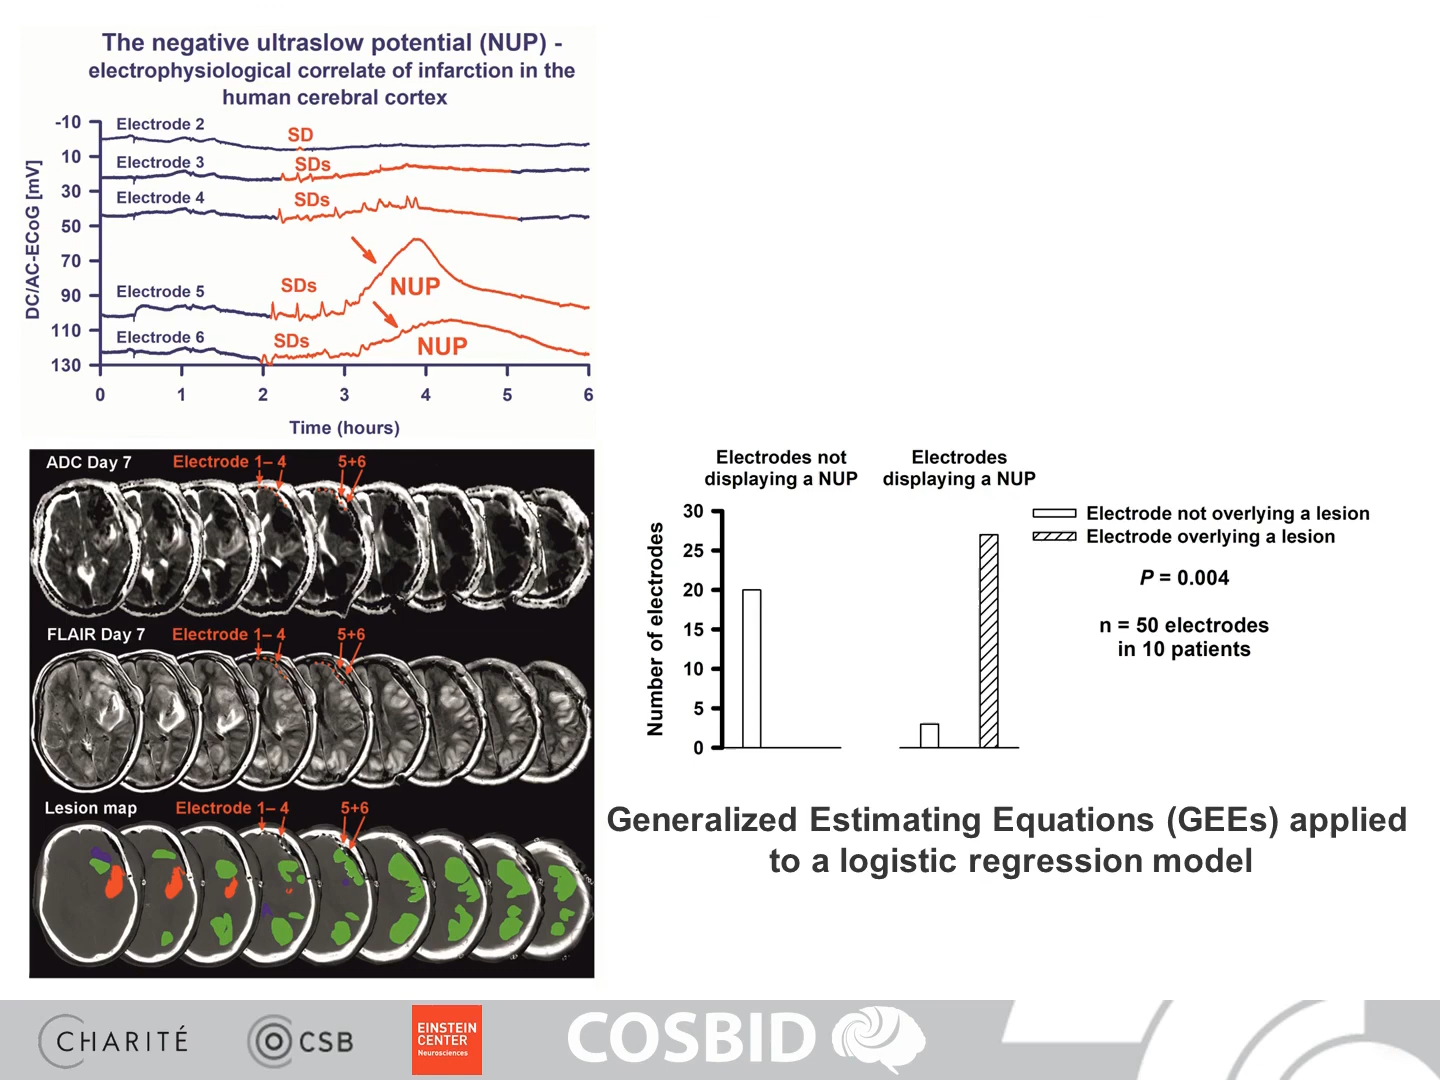 The negative ultraslow potential (NUP) -
electrophysiological correlate of infarction in the
human cerebral cortex
DC/AC-ECoG [mV]
-10
10
30
50
70
90
110
130
Electrode 2
SD
Electrode 3
SDs
Electrode 4
SDs
Electrode 5
SDs
NUP
Electrode 6
SDs
NUP
0 1 2 3 4 5 6
Time (hours)
ADC Day 7 Electrode 1– 4 5+6
FLAIR Day 7 Electrode 1– 4 5+6
Lesion map Electrode 1– 4 5+6
Electrodes not
displaying a NUP
Electrodes
displaying a NUP
Number of electrodes
30
25
20
15
10
5
0
Electrode not overlying a lesion
Electrode overlying a lesion
P = 0.004
n = 50 electrodes
in 10 patients
Generalized Estimating Equations (GEEs) applied
to a logistic regression model
CHARITÉ
CSB
EINSTEIN
CENTER
Neurosciences
COSBID